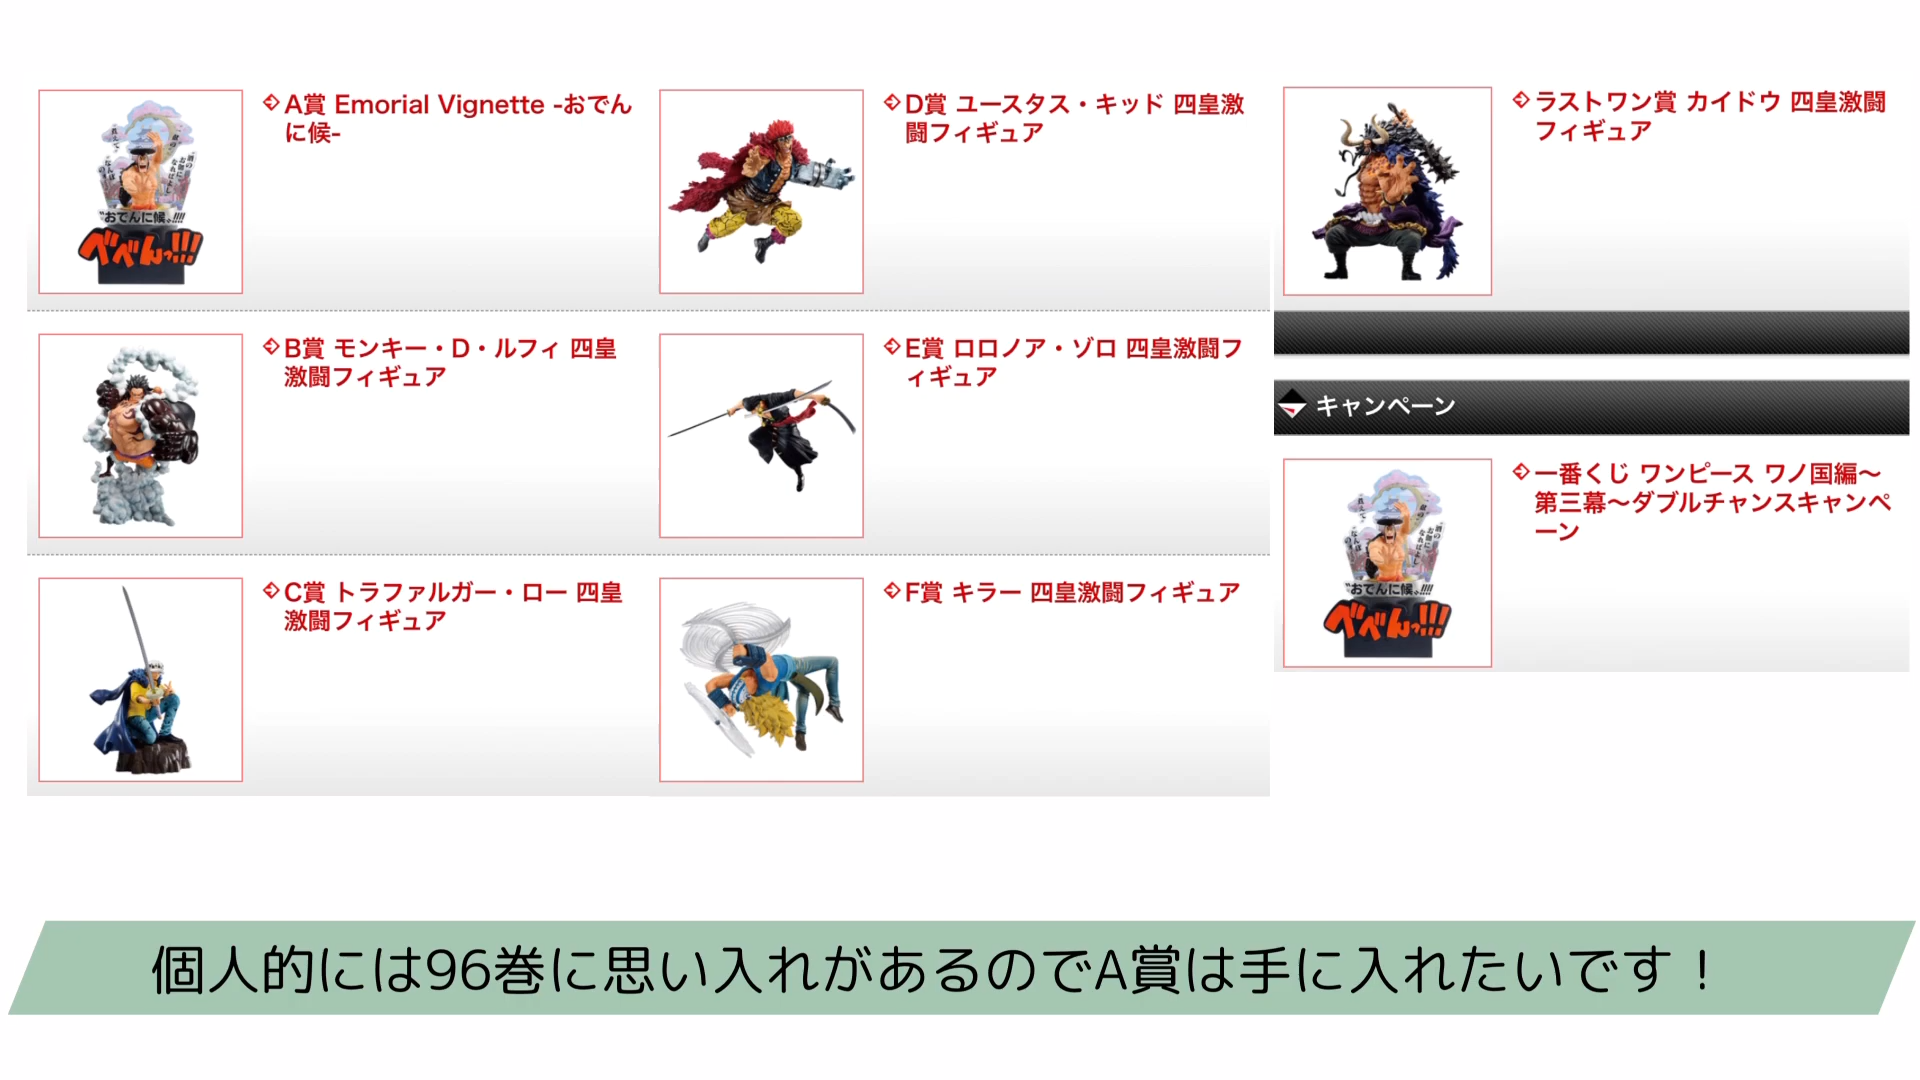 A賞 Emorial Vignette -おでん
に候-
おでんに候。!!!!
べべんっ!!!
B賞 モンキー・D・ルフィ 四皇
激闘フィギュア
C賞 トラファルガー・ロー 四皇
激闘フィギュア
D賞 ユースタス・キッド 四皇激
闘フィギュア
E賞 ロロノア・ゾロ 四皇激闘フ
ィギュア
F賞 キラー 四皇激闘フィギュア
ラストワン賞 カイドウ 四皇激闘
フィギュア
キャンペーン
一番くじ ワンピース ワノ国編～
第三幕～ダブルチャンスキャンペ
ーン
おでんに候。!!!!
べべんっ!!!
個人的には96巻に思い入れがあるのでA賞は手に入れたいです！